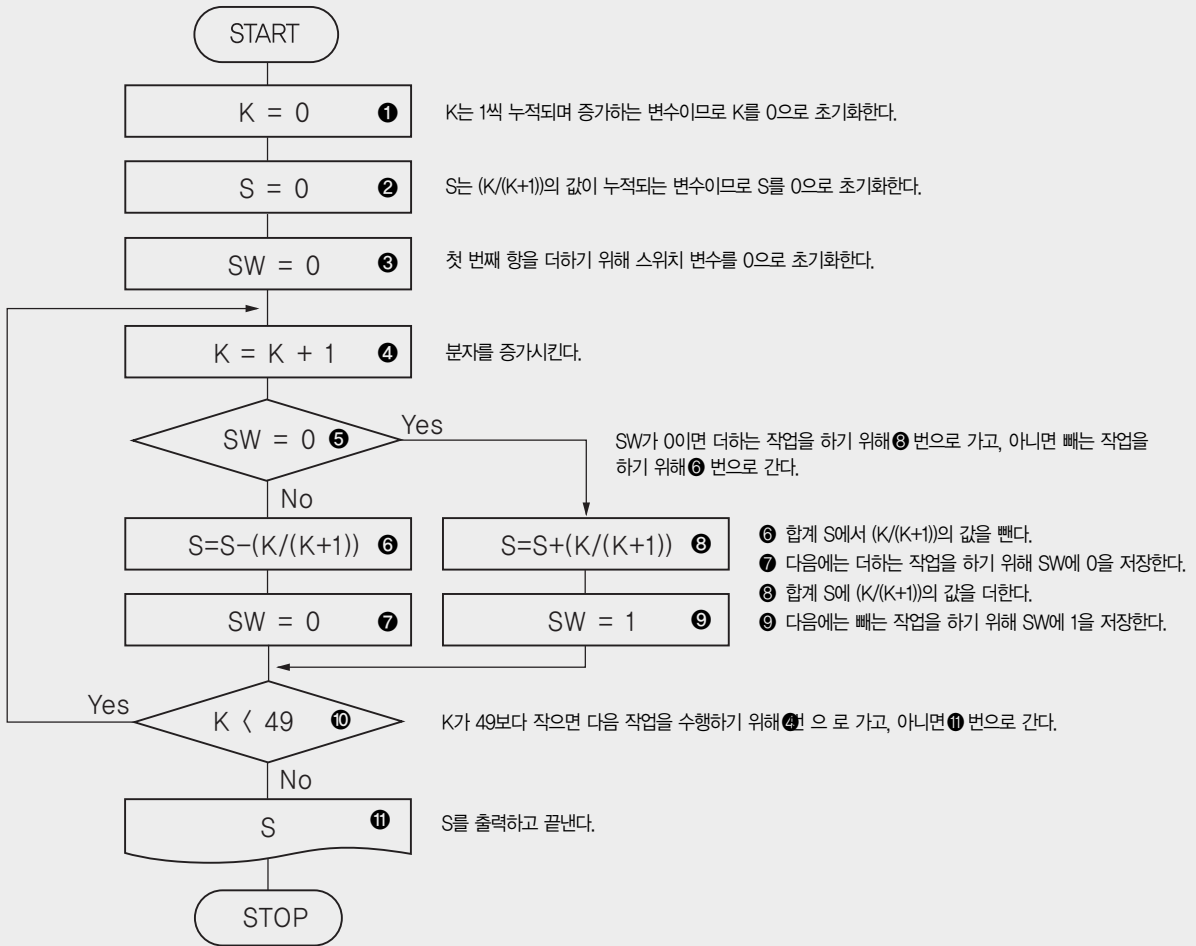 START
K = 0 ❶
K는 1씩 누적되며 증가하는 변수이므로 K를 0으로 초기화한다.
S = 0 ❷
S는 (K/(K+1))의 값이 누적되는 변수이므로 S를 0으로 초기화한다.
SW = 0 ❸
첫 번째 항을 더하기 위해 스위치 변수를 0으로 초기화한다.
K = K + 1 ❹
분자를 증가시킨다.
SW = 0 ❺
Yes
SW가 0이면 더하는 작업을 하기 위해 ❽ 번으로 가고, 아니면 빼는 작업을
하기 위해 ❻ 번으로 간다.
No
S=S-(K/(K+1)) ❻
S=S+(K/(K+1)) ❽
❻ 합계 S에서 (K/(K+1))의 값을 뺀다.
❼ 다음에는 더하는 작업을 하기 위해 SW에 0을 저장한다.
❽ 합계 S에 (K/(K+1))의 값을 더한다.
❾ 다음에는 빼는 작업을 하기 위해 SW에 1을 저장한다.
SW = 0 ❼
SW = 1 ❾
Yes
K < 49 ❿
K가 49보다 작으면 다음 작업을 수행하기 위해 ❹번 으 로 가고, 아니면 ⓫ 번으로 간다.
No
S ⓫
S를 출력하고 끝낸다.
STOP